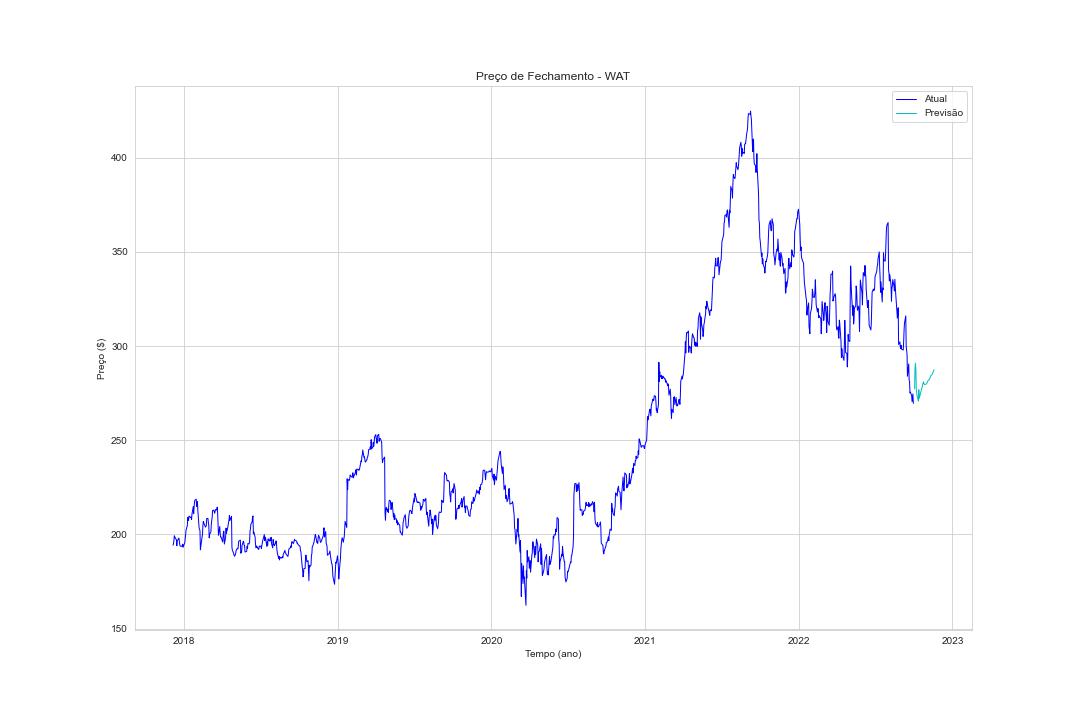 Preço de Fechamento - WAT
Atual
Previsão
400
350
300
250
200
150
Preço ($)
2018 2019 2020 2021 2022 2023
Tempo (ano)